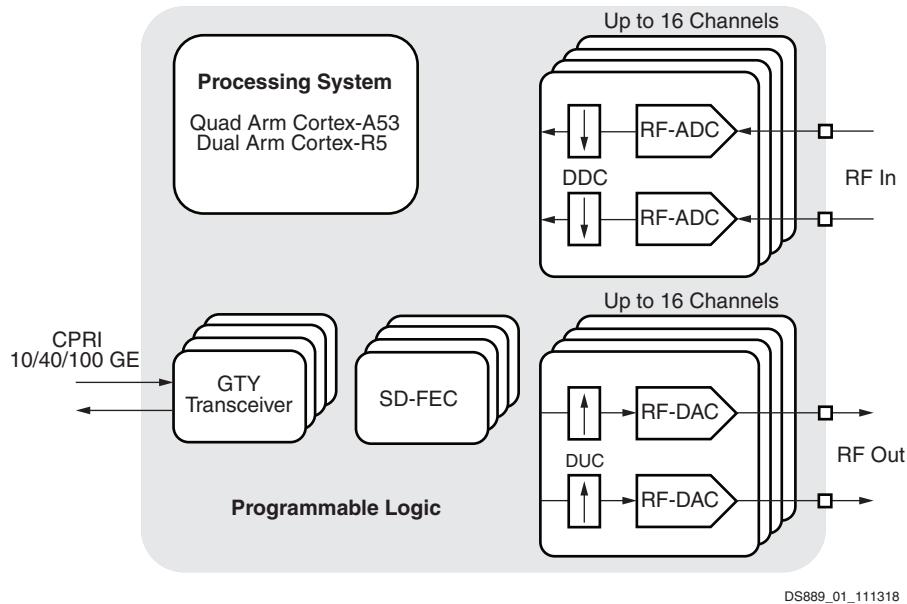 Up to 16 Channels
Processing System
Quad Arm Cortex-A53
Dual Arm Cortex-R5
RF-ADC
DDC
RF In
RF-ADC
Up to 16 Channels
CPRI
10/40/100 GE
GTY
Transceiver
SD-FEC
RF-DAC
DUC
RF Out
RF-DAC
Programmable Logic
DS889_01_111318